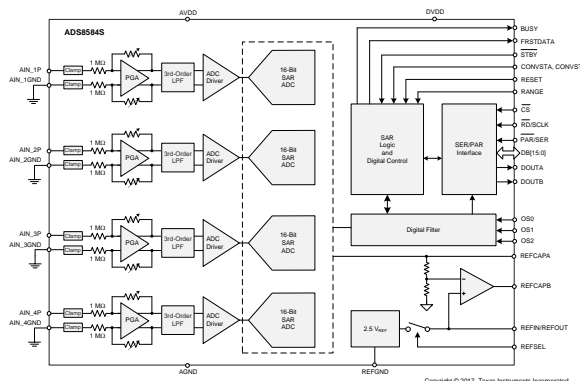 AVDD
DVDD
ADS8584S
BUSY
FRSTDATA
STBY
CONVSTA, CONVST
RESET
RANGE
CS
RD/SCLK
PAR/SER
DB[15:0]
DOUTA
DOUTB
OS0
OS1
OS2
REFCAPA
REFCAPB
REFIN/REFOUT
REFSEL
AIN_1P
AIN_1GND
Clamp
Clamp
1 MΩ
1 MΩ
PGA
3rd-Order
LPF
ADC
Driver
16-Bit
SAR
ADC
AIN_2P
AIN_2GND
Clamp
Clamp
1 MΩ
1 MΩ
PGA
3rd-Order
LPF
ADC
Driver
16-Bit
SAR
ADC
AIN_3P
AIN_3GND
Clamp
Clamp
1 MΩ
1 MΩ
PGA
3rd-Order
LPF
ADC
Driver
16-Bit
SAR
ADC
AIN_4P
AIN_4GND
Clamp
Clamp
1 MΩ
1 MΩ
PGA
3rd-Order
LPF
ADC
Driver
16-Bit
SAR
ADC
SAR
Logic
and
Digital Control
SER/PAR
Interface
Digital Filter
2.5 VREF
AGND
REFGND
Copyright © 2017, Texas Instruments Incorporated